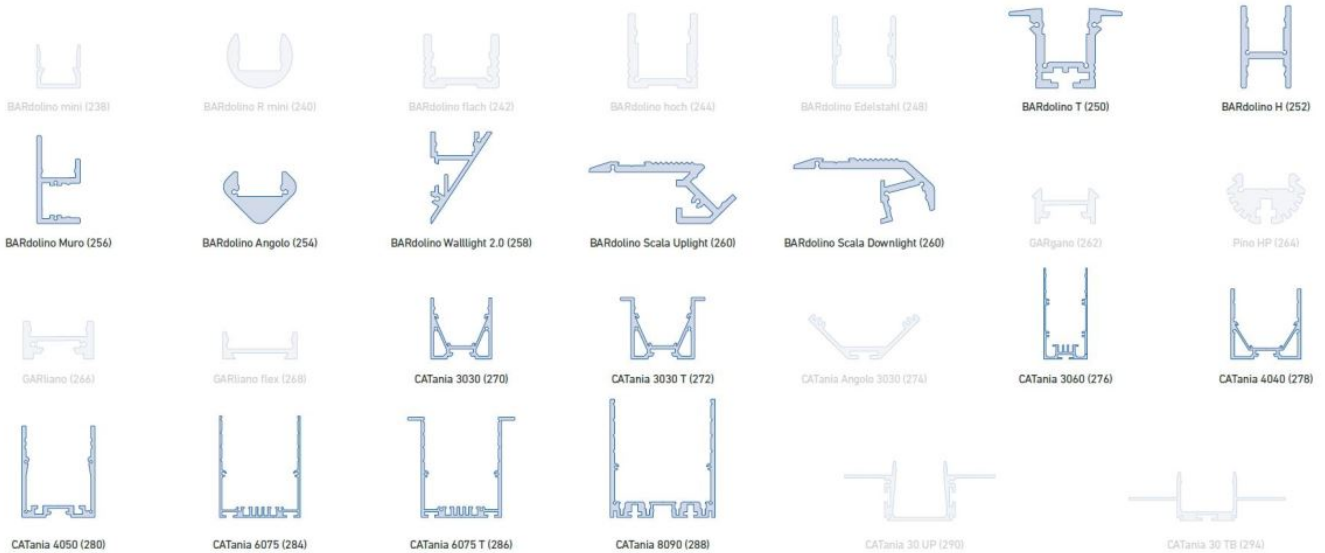 BARdolino mini (238)
BARdolino R mini (240)
BARdolino flach (242)
BARdolino hoch (244)
BARdolino Edelstahl (248)
BARdolino T (250)
BARdolino H (252)
BARdolino Muro (256)
BARdolino Angolo (254)
BARdolino Walllight 2.0 (258)
BARdolino Scala Uplight (260)
BARdolino Scala Downlight (260)
GARgano (262)
Pino HP (264)
GARliano (266)
GARliano flex (268)
CATania 3030 (270)
CATania 3030 T (272)
CATania Angolo 3030 (274)
CATania 3060 (276)
CATania 4040 (278)
CATania 4050 (280)
CATania 6075 (284)
CATania 6075 T (286)
CATania 8090 (288)
CATania 30 UP (290)
CATania 30 TB (294)